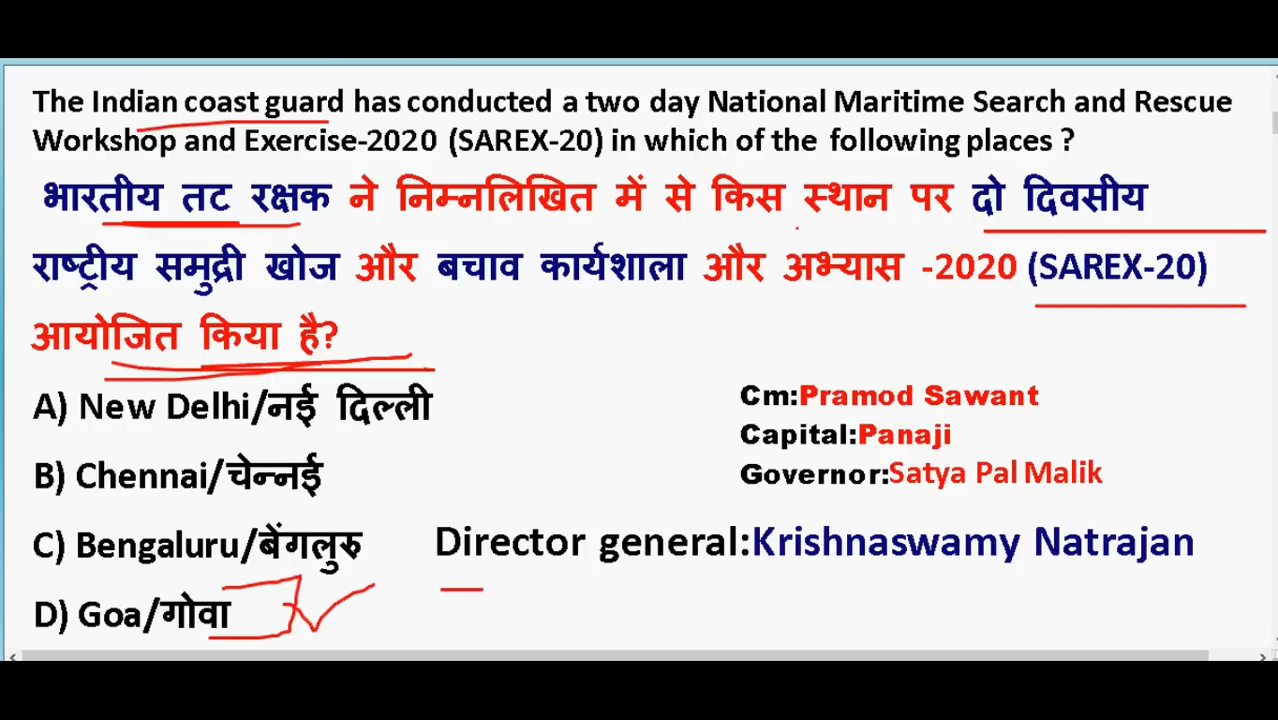 The Indian coast guard has conducted a two day National Maritime Search and Rescue
Workshop and Exercise-2020 (SAREX-20) in which of the following places ?
भारतीय तट रक्षक ने निम्नलिखित में से किस स्थान पर दो दिवसीय
राष्ट्रीय समुद्री खोज और बचाव कार्यशाला और अभ्यास -2020 (SAREX-20)
आयोजित किया है?
A) New Delhi/नई दिल्ली
B) Chennai/चेन्नई
C) Bengaluru/बेंगलुरु
D) Goa/गोवा
Cm:Pramod Sawant
Capital:Panaji
Governor:Satya Pal Malik
Director general:Krishnaswamy Natrajan